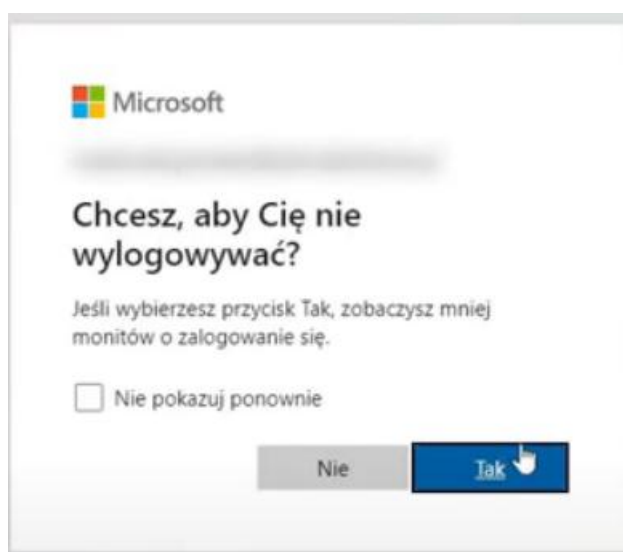 Microsoft
Chcesz, aby Cię nie
wylogowywać?
Jeśli wybierzesz przycisk Tak, zobaczysz mniej
monitów o zalogowanie się.
Nie pokazuj ponownie
Nie
Tak